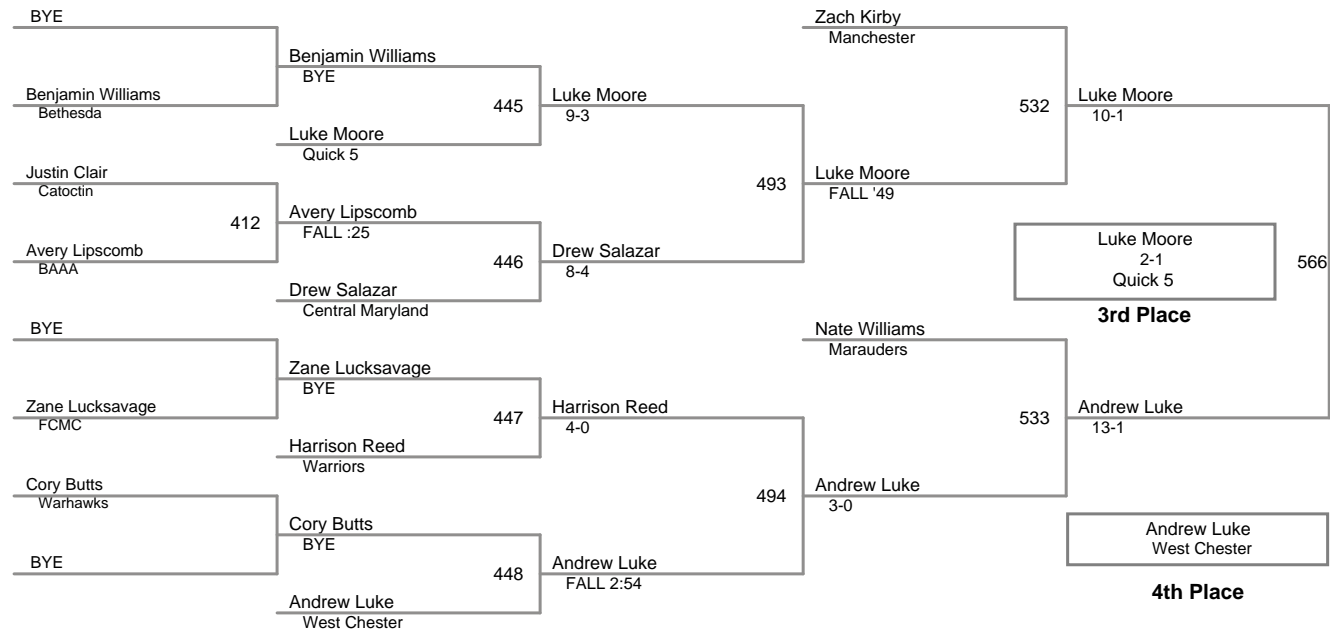 BYE
Zach Kirby
Manchester
Benjamin Williams
BYE
Benjamin Williams
Bethesda
445
Luke Moore
9-3
532
Luke Moore
10-1
Luke Moore
Quick 5
Justin Clair
Catoctin
493
Luke Moore
FALL '49
412
Avery Lipscomb
FALL :25
Avery Lipscomb
BAAA
446
Drew Salazar
8-4
Luke Moore
2-1
Quick 5
566
3rd Place
Drew Salazar
Central Maryland
BYE
Nate Williams
Marauders
Zane Lucksavage
BYE
Zane Lucksavage
FCMC
447
Harrison Reed
4-0
533
Andrew Luke
13-1
Harrison Reed
Warriors
Cory Butts
Warhawks
494
Andrew Luke
3-0
Cory Butts
BYE
Andrew Luke
West Chester
BYE
448
Andrew Luke
FALL 2:54
4th Place
Andrew Luke
West Chester